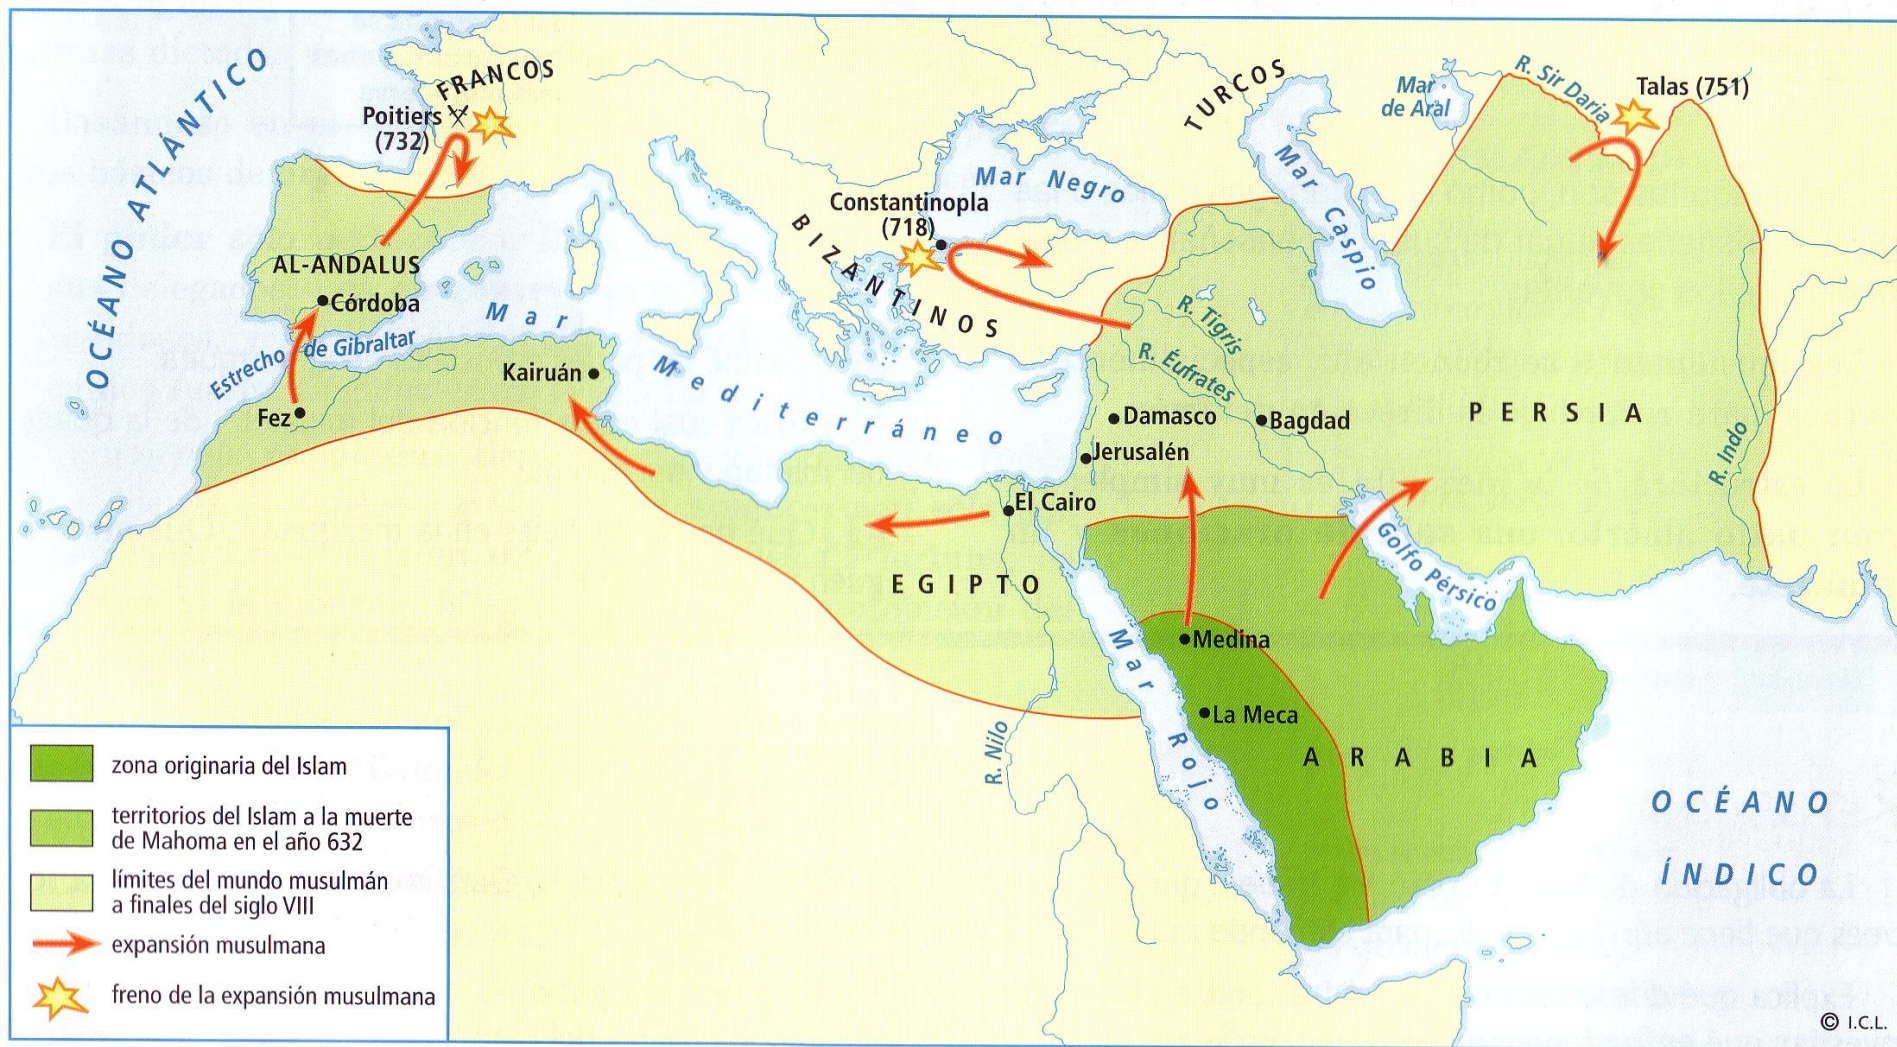 OCÉANO ATLÁNTICO
FRANCOS
Poitiers
(732)
TURCOS
Mar
de Aral
R. Sir Daria
Talas (751)
Mar Negro
Mar Caspio
Constantinopla
(718)
BIZANTINOS
AL-ANDALUS
Córdoba
Estrecho de Gibraltar
Mar Mediterráneo
Kairuán
Fez
R. Tigris
R. Éufrates
Damasco
Bagdad
Jerusalén
PERSIA
R. Indo
El Cairo
EGIPTO
Golfo Pérsico
Medina
La Meca
Mar Rojo
R. Nilo
ARABIA
OCÉANO
ÍNDICO
zona originaria del Islam
territorios del Islam a la muerte
de Mahoma en el año 632
límites del mundo musulmán
a finales del siglo VIII
expansión musulmana
freno de la expansión musulmana
© I.C.L.